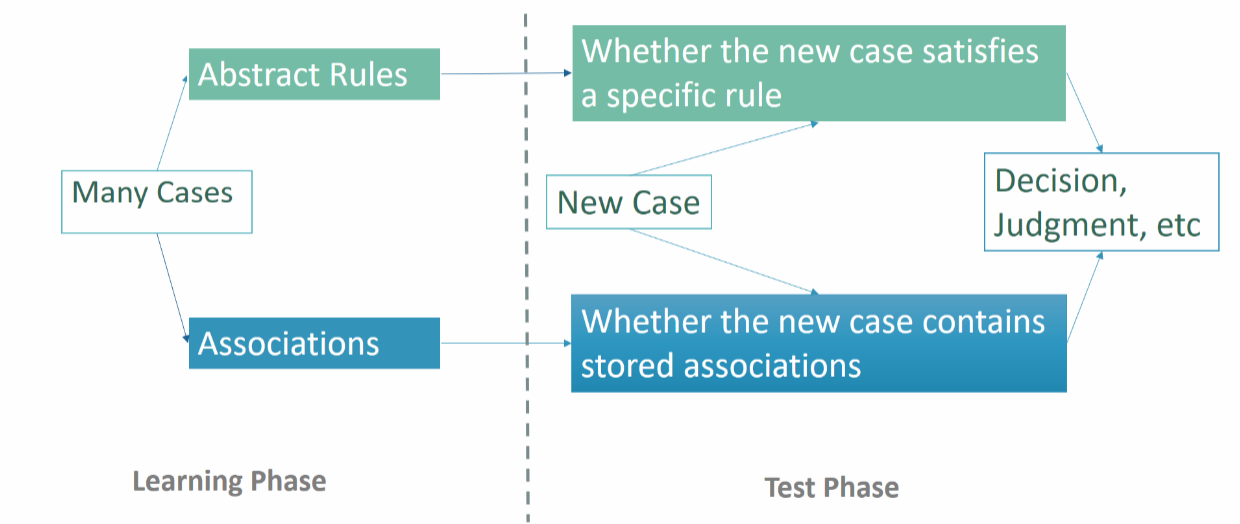 Abstract Rules
Whether the new case satisfies
a specific rule
Many Cases
New Case
Decision,
Judgment, etc
Associations
Whether the new case contains
stored associations
Learning Phase
Test Phase